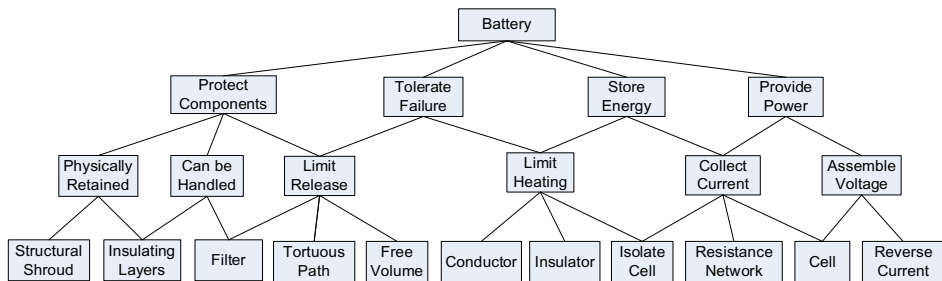 Battery
Protect
Components
Tolerate
Failure
Store
Energy
Provide
Power
Physically
Retained
Can be
Handled
Limit
Release
Limit
Heating
Collect
Current
Assemble
Voltage
Structural
Shroud
Insulating
Layers
Filter
Tortuous
Path
Free
Volume
Conductor
Insulator
Isolate
Cell
Resistance
Network
Cell
Reverse
Current